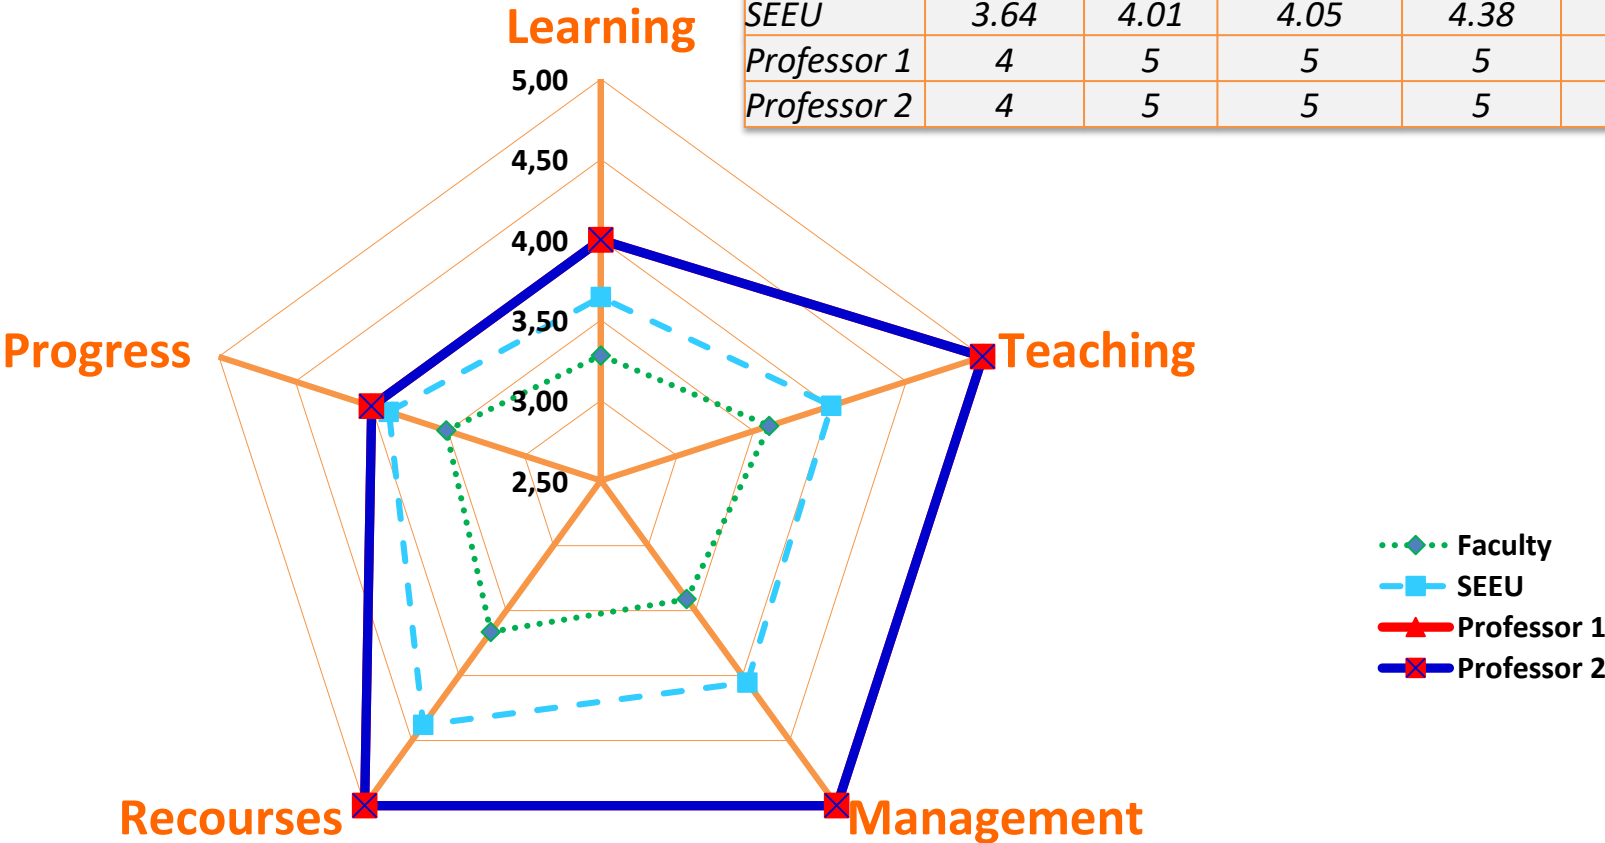 SEEU 3.64 4.01 4.05 4.38
Professor 1 4 5 5 5
Professor 2 4 5 5 5
Learning
5,00
4,50
4,00
3,50
3,00
2,50
Progress
Teaching
Recourses
Management
Faculty
SEEU
Professor 1
Professor 2